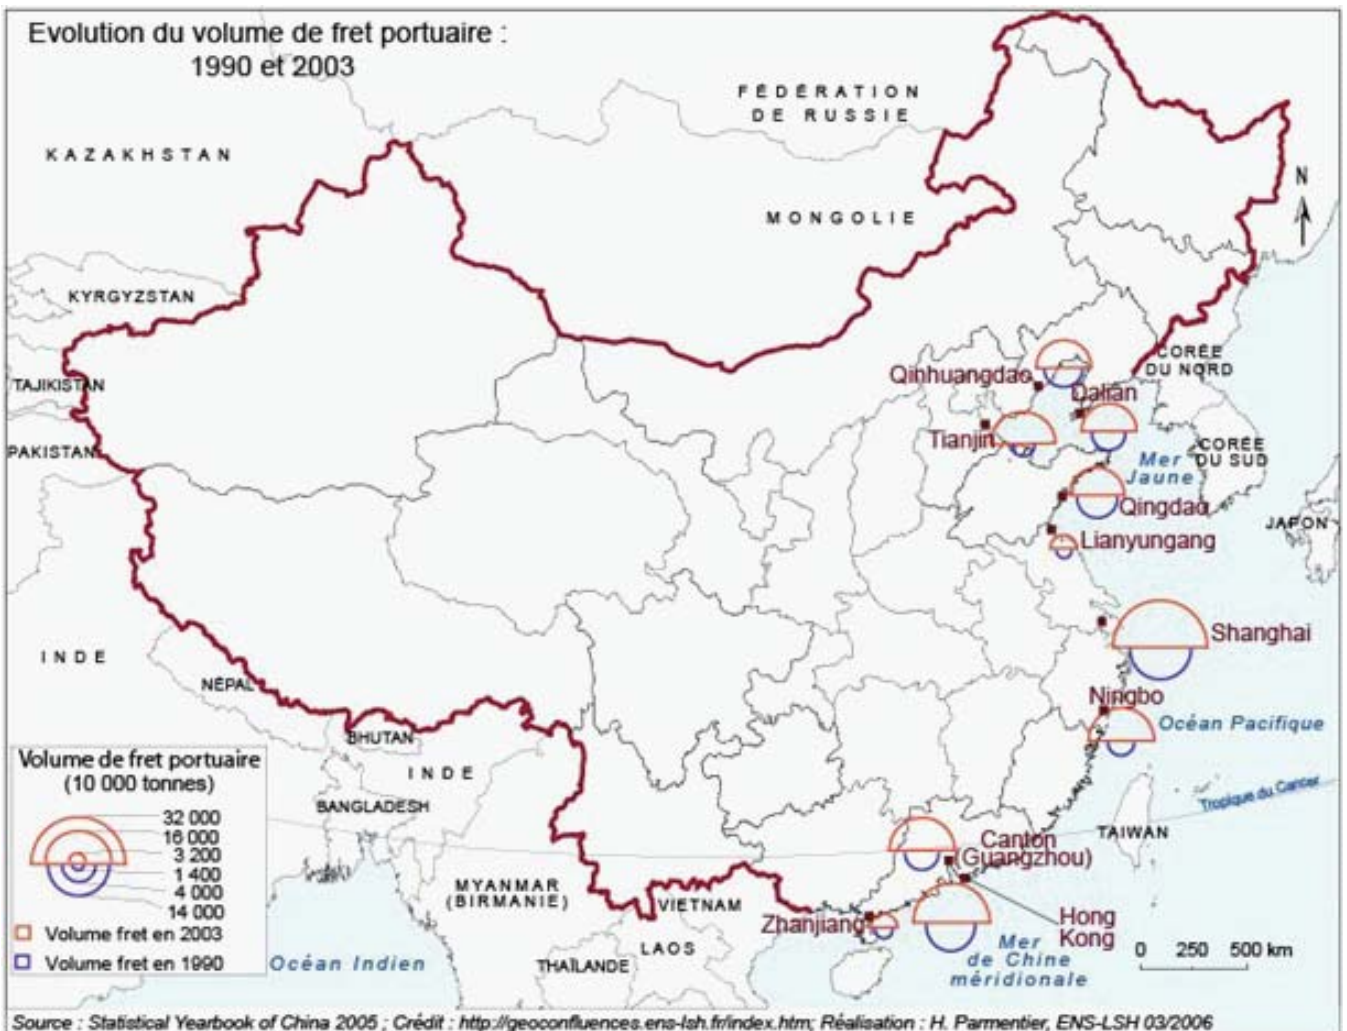 Evolution du volume de fret portuaire :
1990 et 2003
FÉDÉRATION
DE RUSSIE
KAZAKHSTAN
N
MONGOLIE
KYRGYZSTAN
CORÉE
DU NORD
Qinhuangdao
TAJIKISTAN
Dalian
Tianjin
PAKISTAN
CORÉE
DU SUD
Mer
Jaune
Qingdao
JAPON
Lianyungang
Shanghai
INDE
NÉPAL
Ningbo
Océan Pacifique
BHUTAN
INDE
BANGLADESH
Tropique du Cancer
TAIWAN
Canton
(Guangzhou)
MYANMAR
(BIRMANIE)
VIETNAM
Zhanjiang
Hong
Kong
LAOS
Mer
de Chine
méridionale
THAÏLANDE
Océan Indien
0 250 500 km
Volume de fret portuaire
(10 000 tonnes)
32 000
16 000
3 200
1 400
4 000
14 000
Volume fret en 2003
Volume fret en 1990
Source : Statistical Yearbook of China 2005 ; Crédit : http://geoconfluences.ens-lsh.fr/index.htm; Réalisation : H. Parmentier, ENS-LSH 03/2006